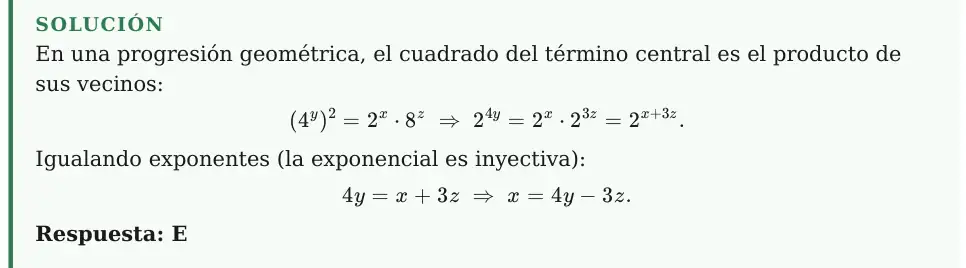 SOLUCIÓN
En una progresión geométrica, el cuadrado del término central es el producto de
sus vecinos:
(4^y)^2 = 2^x · 8^z ⇒ 2^{4y} = 2^x · 2^{3z} = 2^{x+3z}.
Igualando exponentes (la exponencial es inyectiva):
4y = x + 3z ⇒ x = 4y − 3z.
Respuesta: E